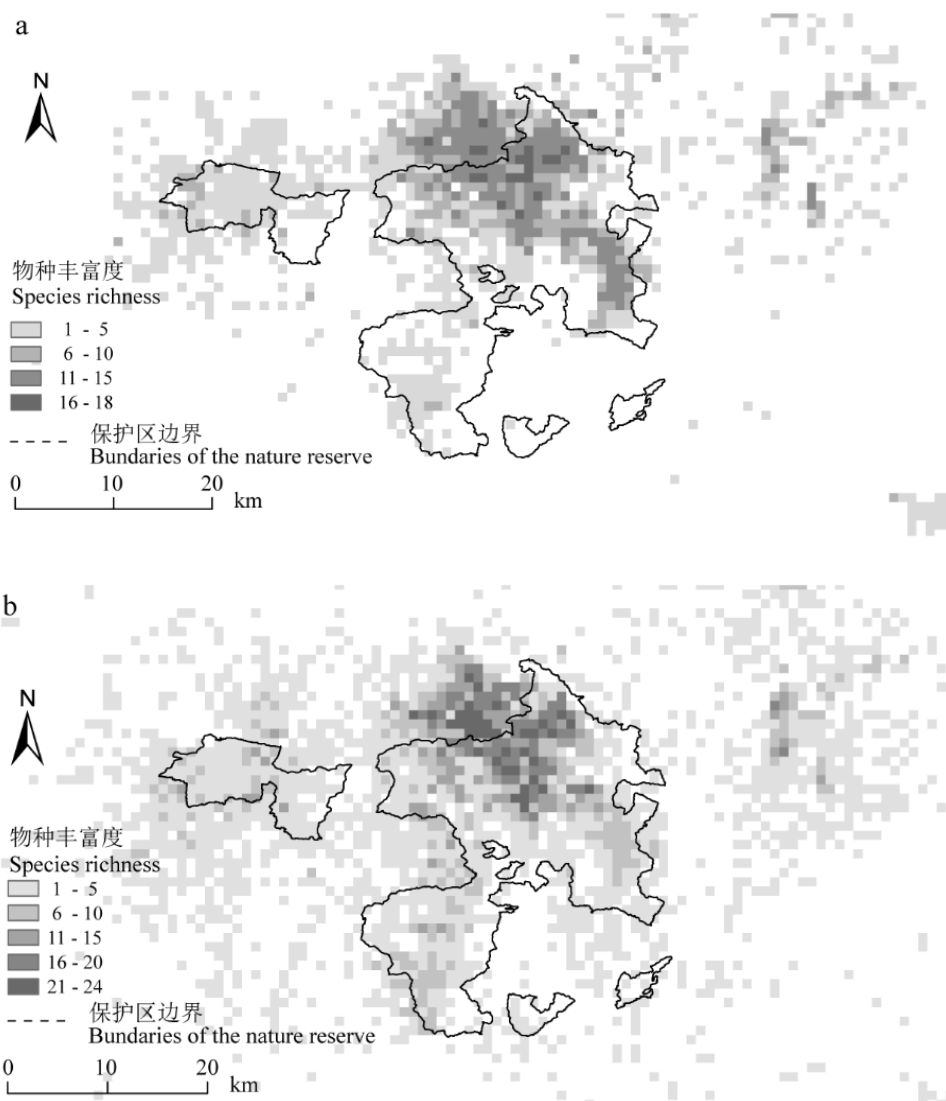 a
N
物种丰富度
Species richness
1 - 5
6 - 10
11 - 15
16 - 18
保护区边界
Bundaries of the nature reserve
0 10 20
km
b
N
物种丰富度
Species richness
1 - 5
6 - 10
11 - 15
16 - 20
21 - 24
保护区边界
Bundaries of the nature reserve
0 10 20
km